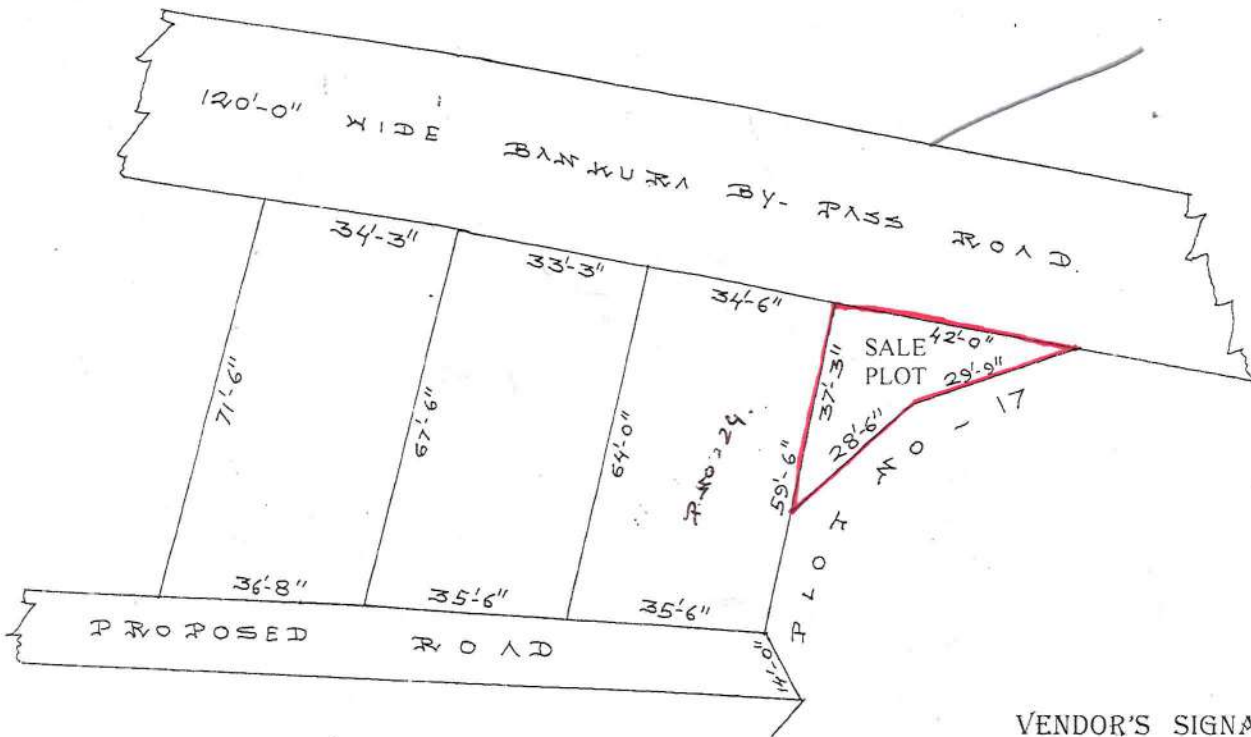 120'-0" WIDE BANKURA BY-PASS ROAD.
34'-3"
33'-3"
34'-6"
SALE PLOT
42'-0"
29'-9"
37'-3"
28'-6"
71'-6"
67'-6"
64'-0"
59'-6"
P.NO:24.
PLOT NO-17
36'-8"
35'-6"
35'-6"
PROPOSED ROAD
14'-0"
VENDOR'S SIGNA